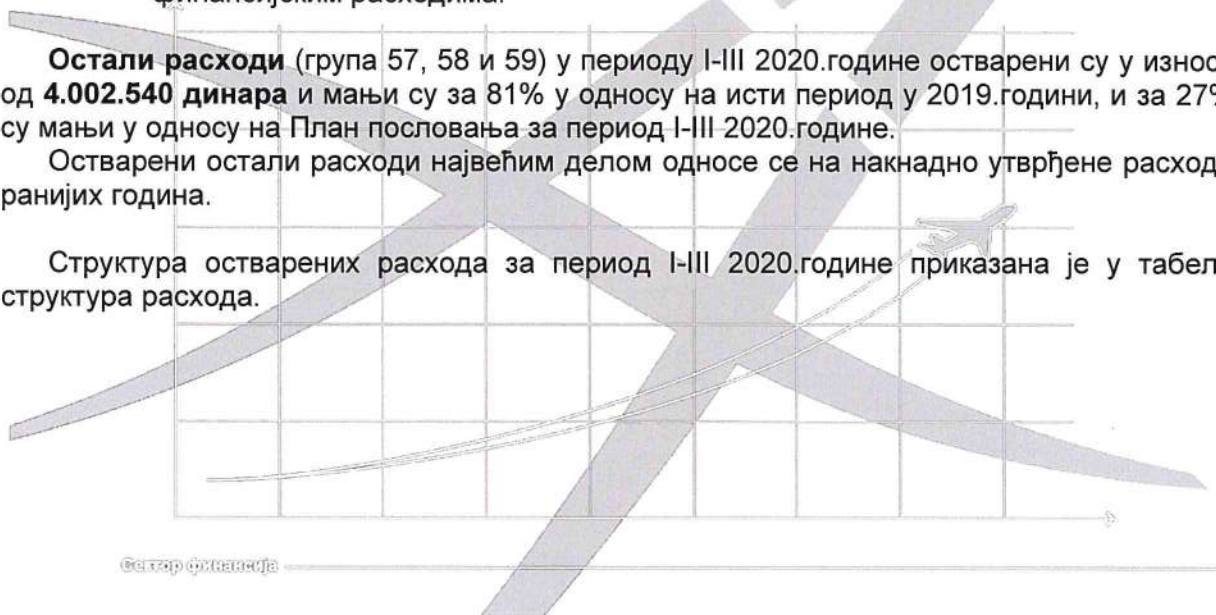 финансијским расходима.
Остали расходи (група 57, 58 и 59) у периоду I-III 2020.године остварени су у износ
од 4.002.540 динара и мањи су за 81% у односу на исти период у 2019.години, и за 27%
су мањи у односу на План пословања за период I-III 2020.године.
Остварени остали расходи највећим делом односе се на накнадно утврђене расход
ранијих година.
Структура остварених расхода за период I-III 2020.године приказана је у табел
структура расхода.
Сектор финансија